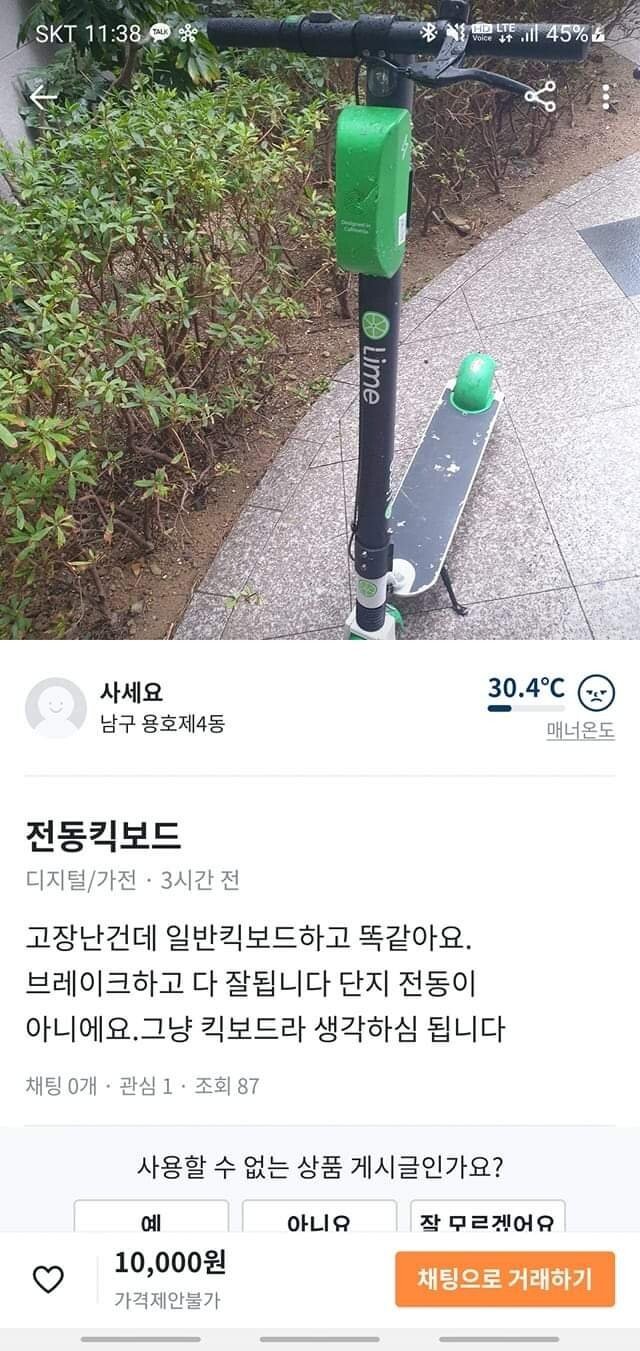 SKT 11:38 TALK HD Voice LTE 45%
Designed in
California
Lime
사세요
30.4℃
남구 용호제4동
매너온도
전동킥보드
디지털/가전 · 3시간 전
고장난건데 일반킥보드하고 똑같아요.
브레이크하고 다 잘됩니다 단지 전동이
아니에요.그냥 킥보드라 생각하심 됩니다
채팅 0개 · 관심 1 · 조회 87
사용할 수 없는 상품 게시글인가요?
예 아니요 잘 모르겠어요
10,000원
가격제안불가
채팅으로 거래하기